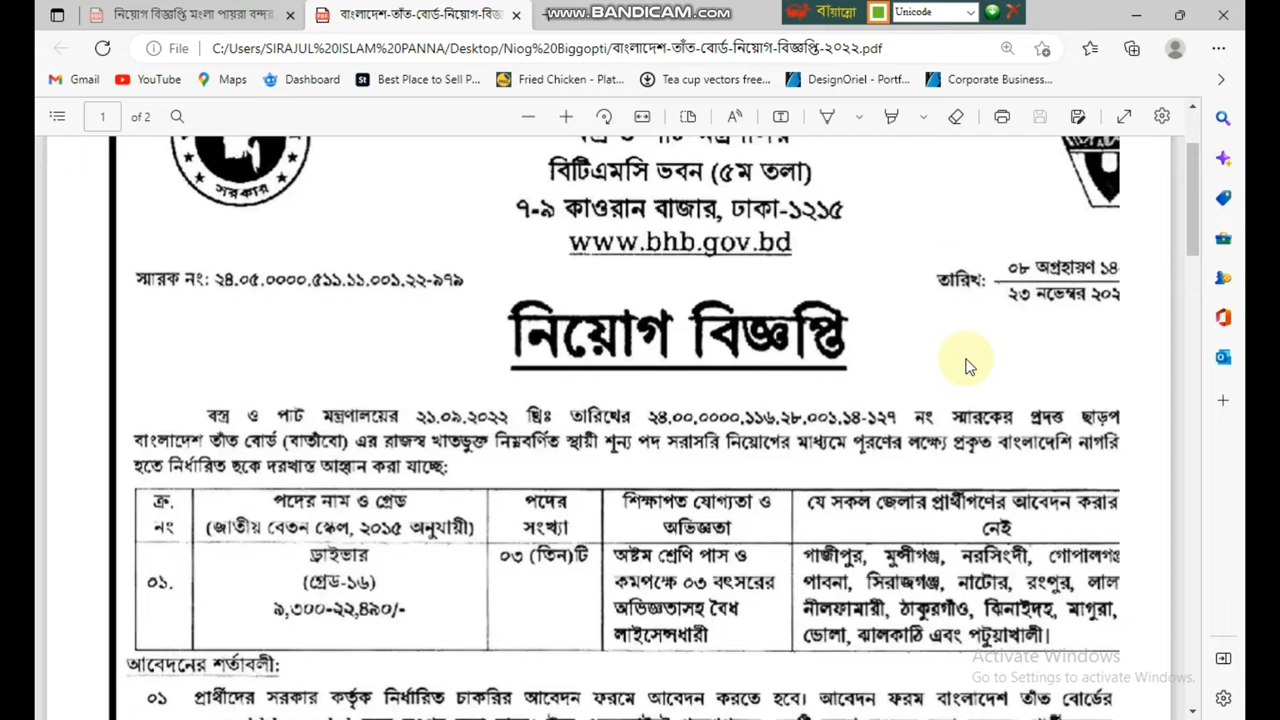 নিয়োগ বিজ্ঞপ্তি মংলা পায়রা বন্দর
বাংলাদেশ-তাঁত-বোর্ড-নিয়োগ-বিজ্ঞ
www.BANDICAM.com
বায়ান্নো
Unicode
File
C:/Users/SIRAJUL%20ISLAM%20PANNA/Desktop/Niog%20Biggopti/বাংলাদেশ-তাঁত-বোর্ড-নিয়োগ-বিজ্ঞপ্তি-২০২২.pdf
Gmail YouTube Maps Dashboard Best Place to Sell P... Fried Chicken - Plat... Tea cup vectors free... DesignOriel - Portf... Corporate Business...
1 of 2
সরকার
বস্ত্র ও পাট মন্ত্রণালয়
বিটিএমসি ভবন (৫ম তলা)
৭-৯ কাওরান বাজার, ঢাকা-১২১৫
www.bhb.gov.bd
স্মারক নং: ২৪.০৫.০০০০.৫১১.১১.০০১.২২-৯৭৯
তারিখ: ০৮ অগ্রহায়ণ ১৪
২৩ নভেম্বর ২০২
নিয়োগ বিজ্ঞপ্তি
বস্ত্র ও পাট মন্ত্রণালয়ের ২১.০৯.২০২২ খ্রিঃ তারিখের ২৪.০০.০০০০.১১৬.২৮.০০১.১৪-১২৭ নং স্মারকের প্রদত্ত ছাড়প
বাংলাদেশ তাঁত বোর্ড (বাতাঁবো) এর রাজস্ব খাতভুক্ত নিম্নবর্ণিত স্থায়ী শূন্য পদ সরাসরি নিয়োগের মাধ্যমে পূরণের লক্ষ্যে প্রকৃত বাংলাদেশি নাগরি
হতে নির্ধারিত ছকে দরখাস্ত আহ্বান করা যাচ্ছে:
ক্র. নং
পদের নাম ও গ্রেড
(জাতীয় বেতন স্কেল, ২০১৫ অনুযায়ী)
পদের সংখ্যা
শিক্ষাগত যোগ্যতা ও
অভিজ্ঞতা
যে সকল জেলার প্রার্থীগণের আবেদন করার
নেই
০১.
ড্রাইভার
(গ্রেড-১৬)
৯,৩০০-২২,৪৯০/-
০৩ (তিন)টি
অষ্টম শ্রেণি পাস ও
কমপক্ষে ০৩ বৎসরের
অভিজ্ঞতাসহ বৈধ
লাইসেন্সধারী
গাজীপুর, মুন্সীগঞ্জ, নরসিংদী, গোপালগঞ্জ
পাবনা, সিরাজগঞ্জ, নাটোর, রংপুর, লাল
নীলফামারী, ঠাকুরগাঁও, ঝিনাইদহ, মাগুরা,
ভোলা, ঝালকাঠি এবং পটুয়াখালী।
আবেদনের শর্তাবলী:
০১ প্রার্থীদের সরকার কর্তৃক নির্ধারিত চাকরির আবেদন ফরমে আবেদন করতে হবে। আবেদন ফরম বাংলাদেশ তাঁত বোর্ডের
Activate Windows
Go to Settings to activate Windows.